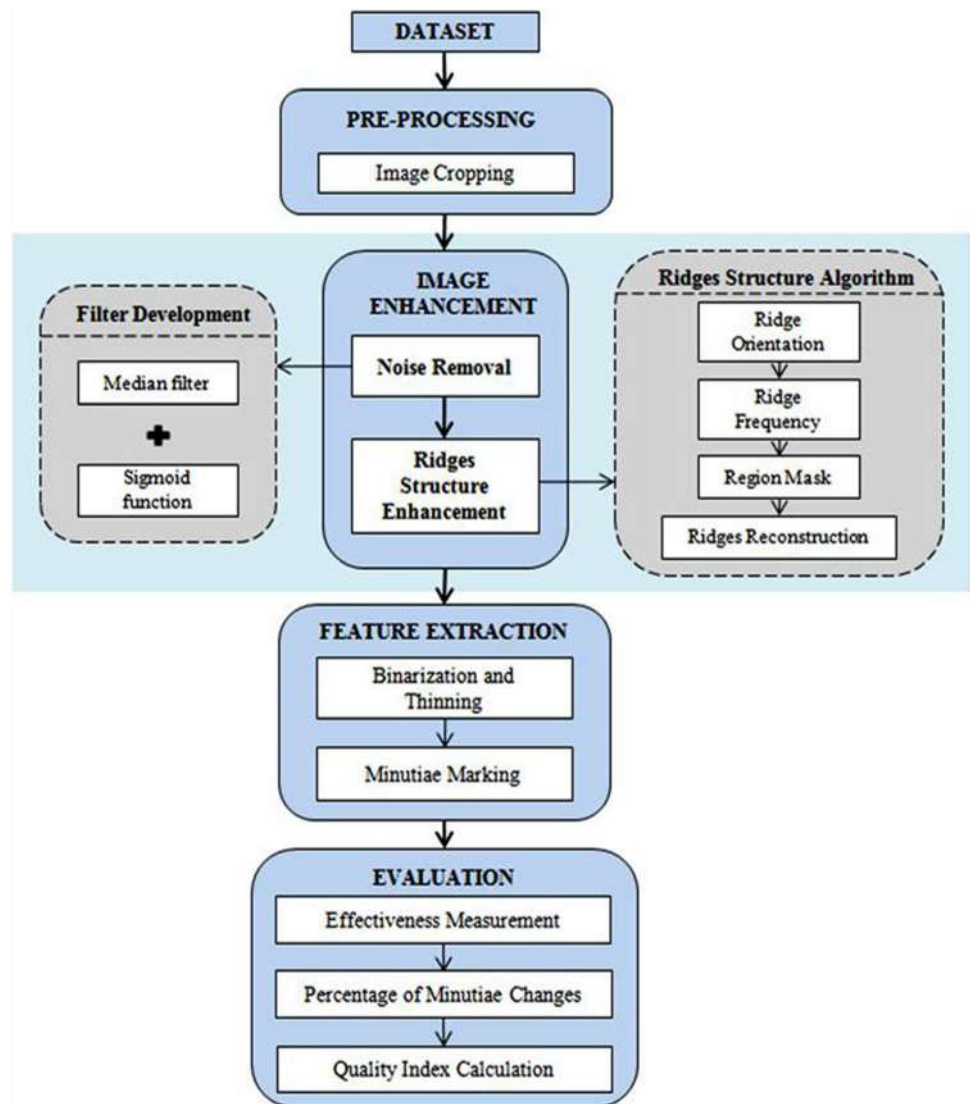 DATASET
PRE-PROCESSING
Image Cropping
IMAGE
ENHANCEMENT
Noise Removal
Ridges
Structure
Enhancement
Filter Development
Median filter
+
Sigmoid
function
Ridges Structure Algorithm
Ridge
Orientation
Ridge
Frequency
Region Mask
Ridges Reconstruction
FEATURE EXTRACTION
Binarization and
Thinning
Minutiae Marking
EVALUATION
Effectiveness Measurement
Percentage of Minutiae Changes
Quality Index Calculation